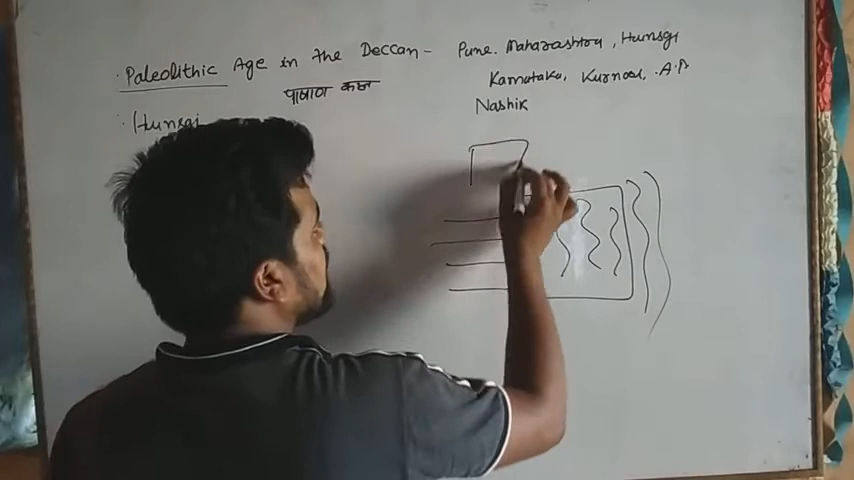 · Paleolithic Age in the Deccan – Pune. Maharashtra, Hunsgi
पाषाण काल Karnataka, Kurnool, A.P
· Hunsgi Nashik